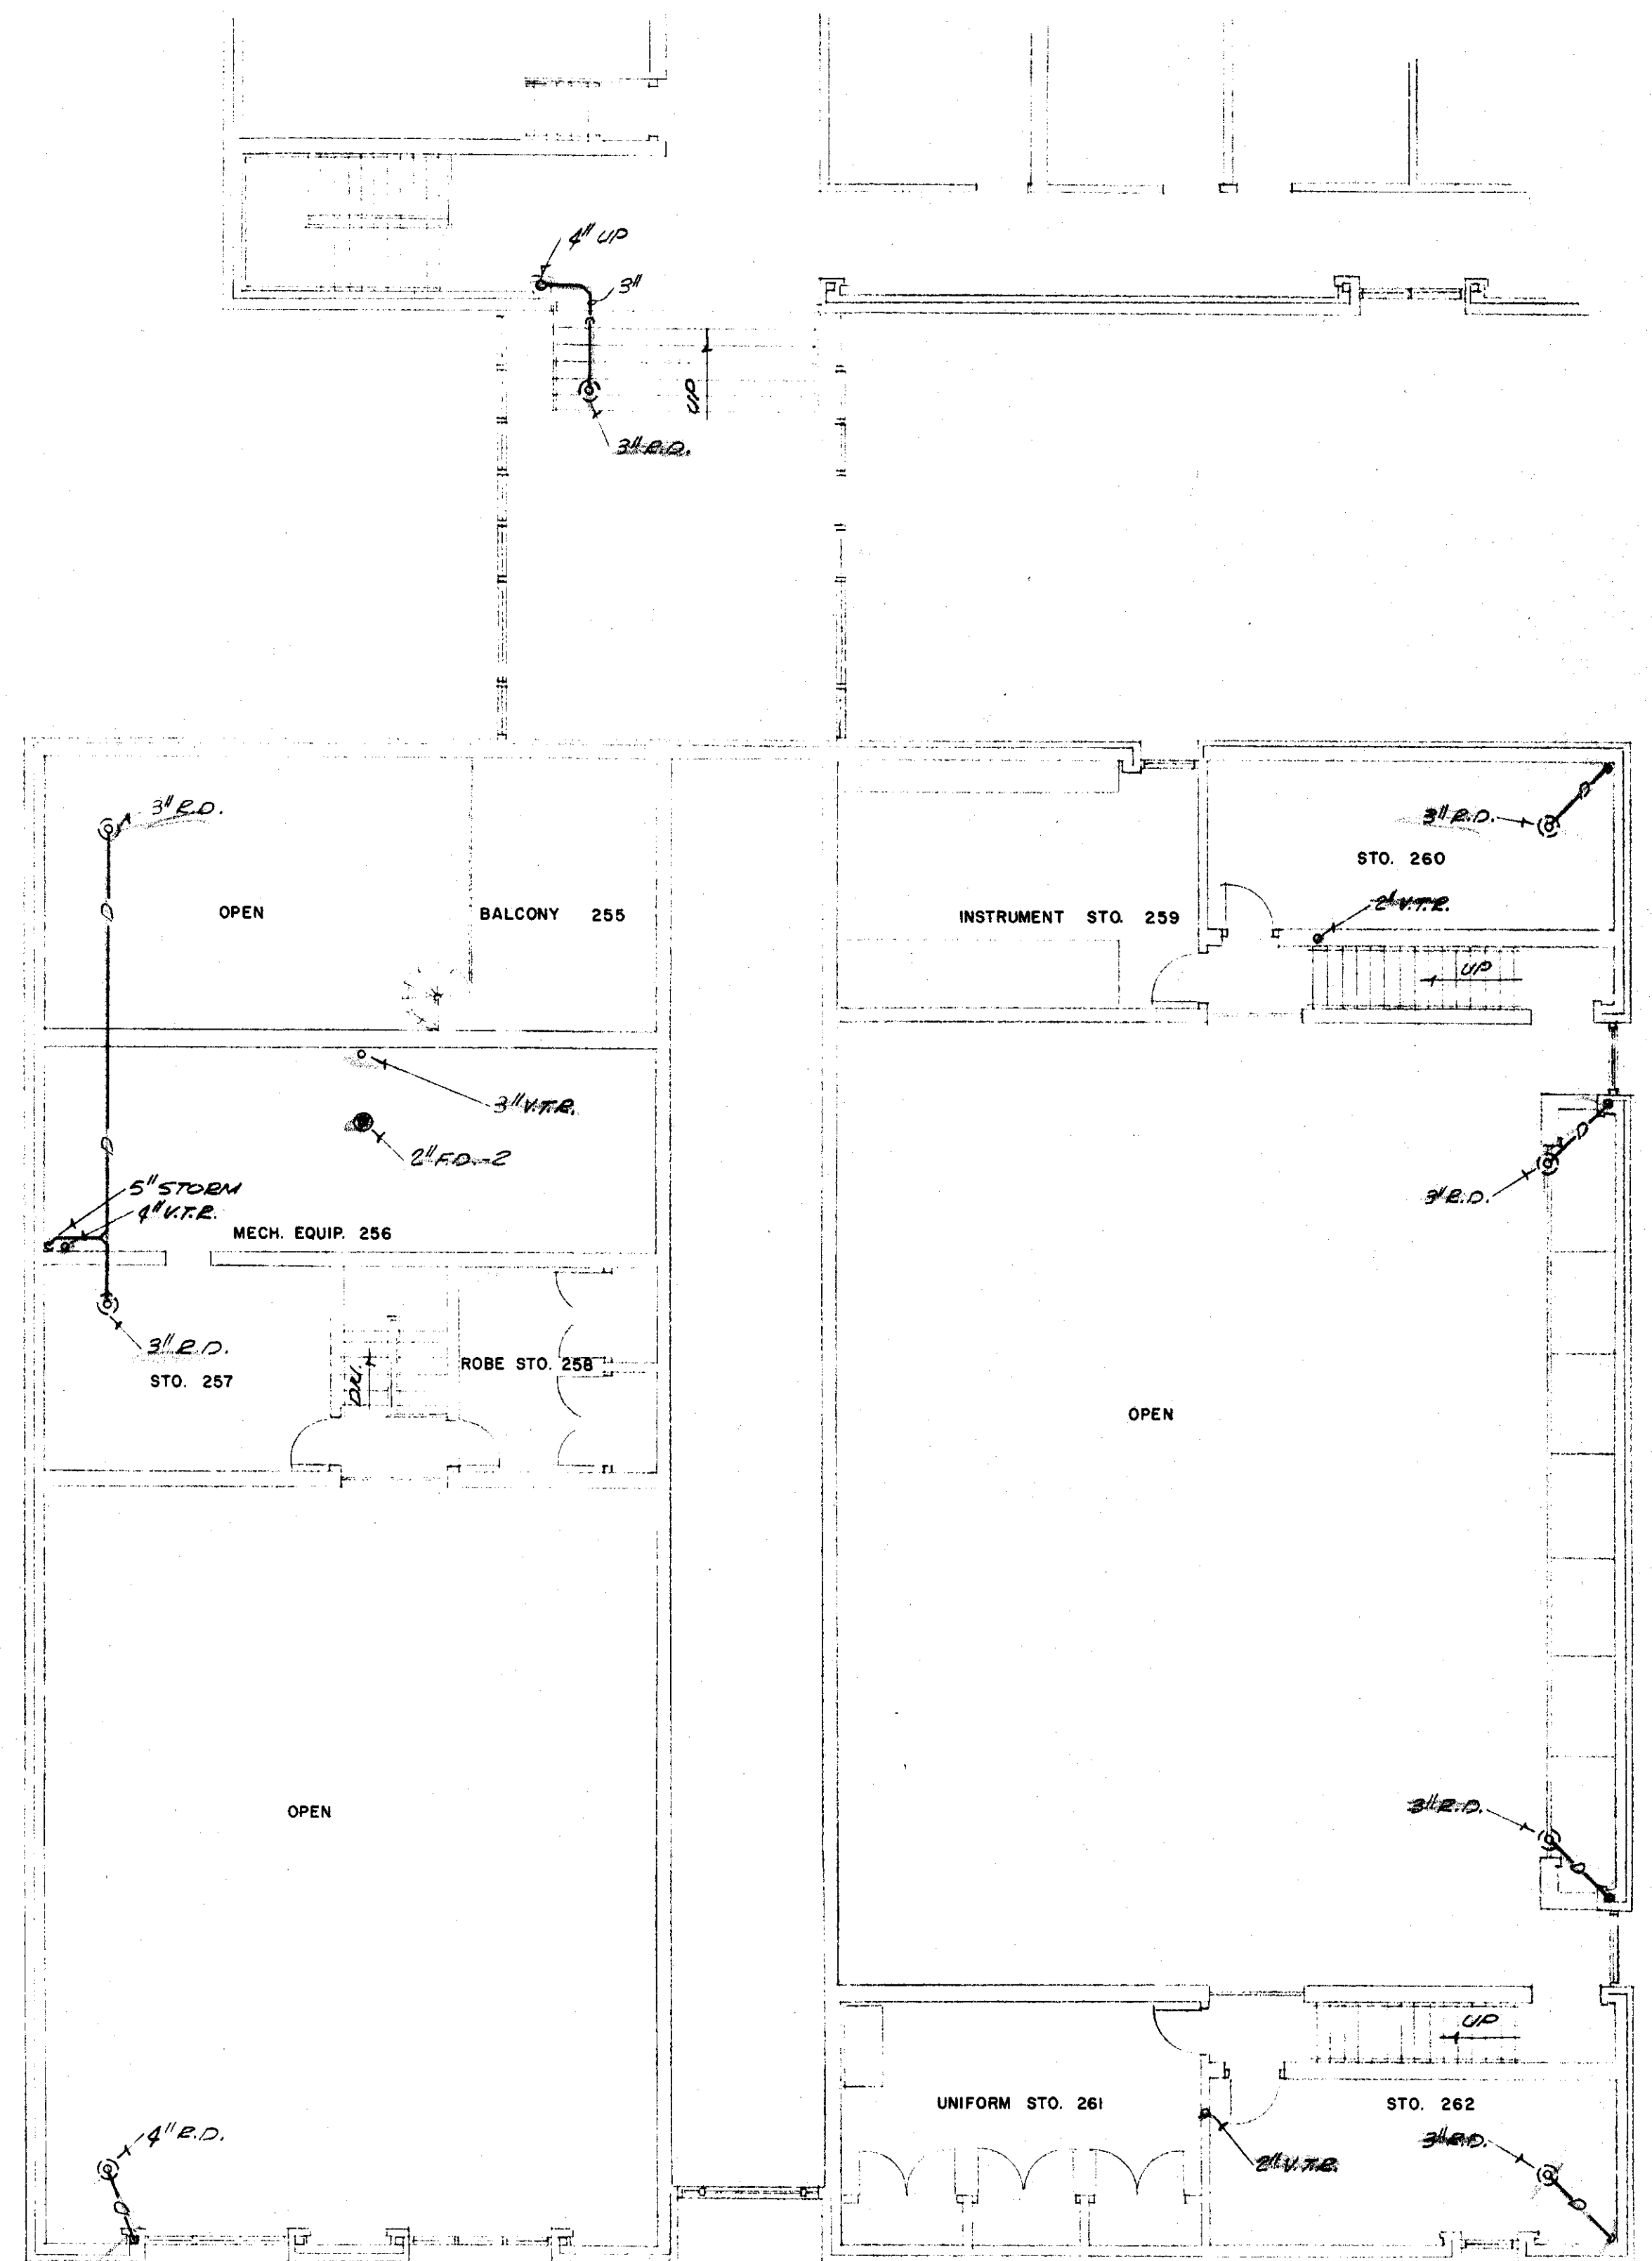 4" UP
3"
UP
3" R.D.
3" R.D.
3" R.D.
STO. 260
OPEN
BALCONY 255
INSTRUMENT STO. 259
2" V.T.R.
UP
3" V.T.R.
2" F.D.-2
5" STORM
4" V.T.R.
MECH. EQUIP. 256
3" R.D.
3" R.D.
STO. 257
DN.
ROBE STO. 258
OPEN
OPEN
3" R.D.
UP
UNIFORM STO. 261
STO. 262
4" R.D.
3" R.D.
2" V.T.R.